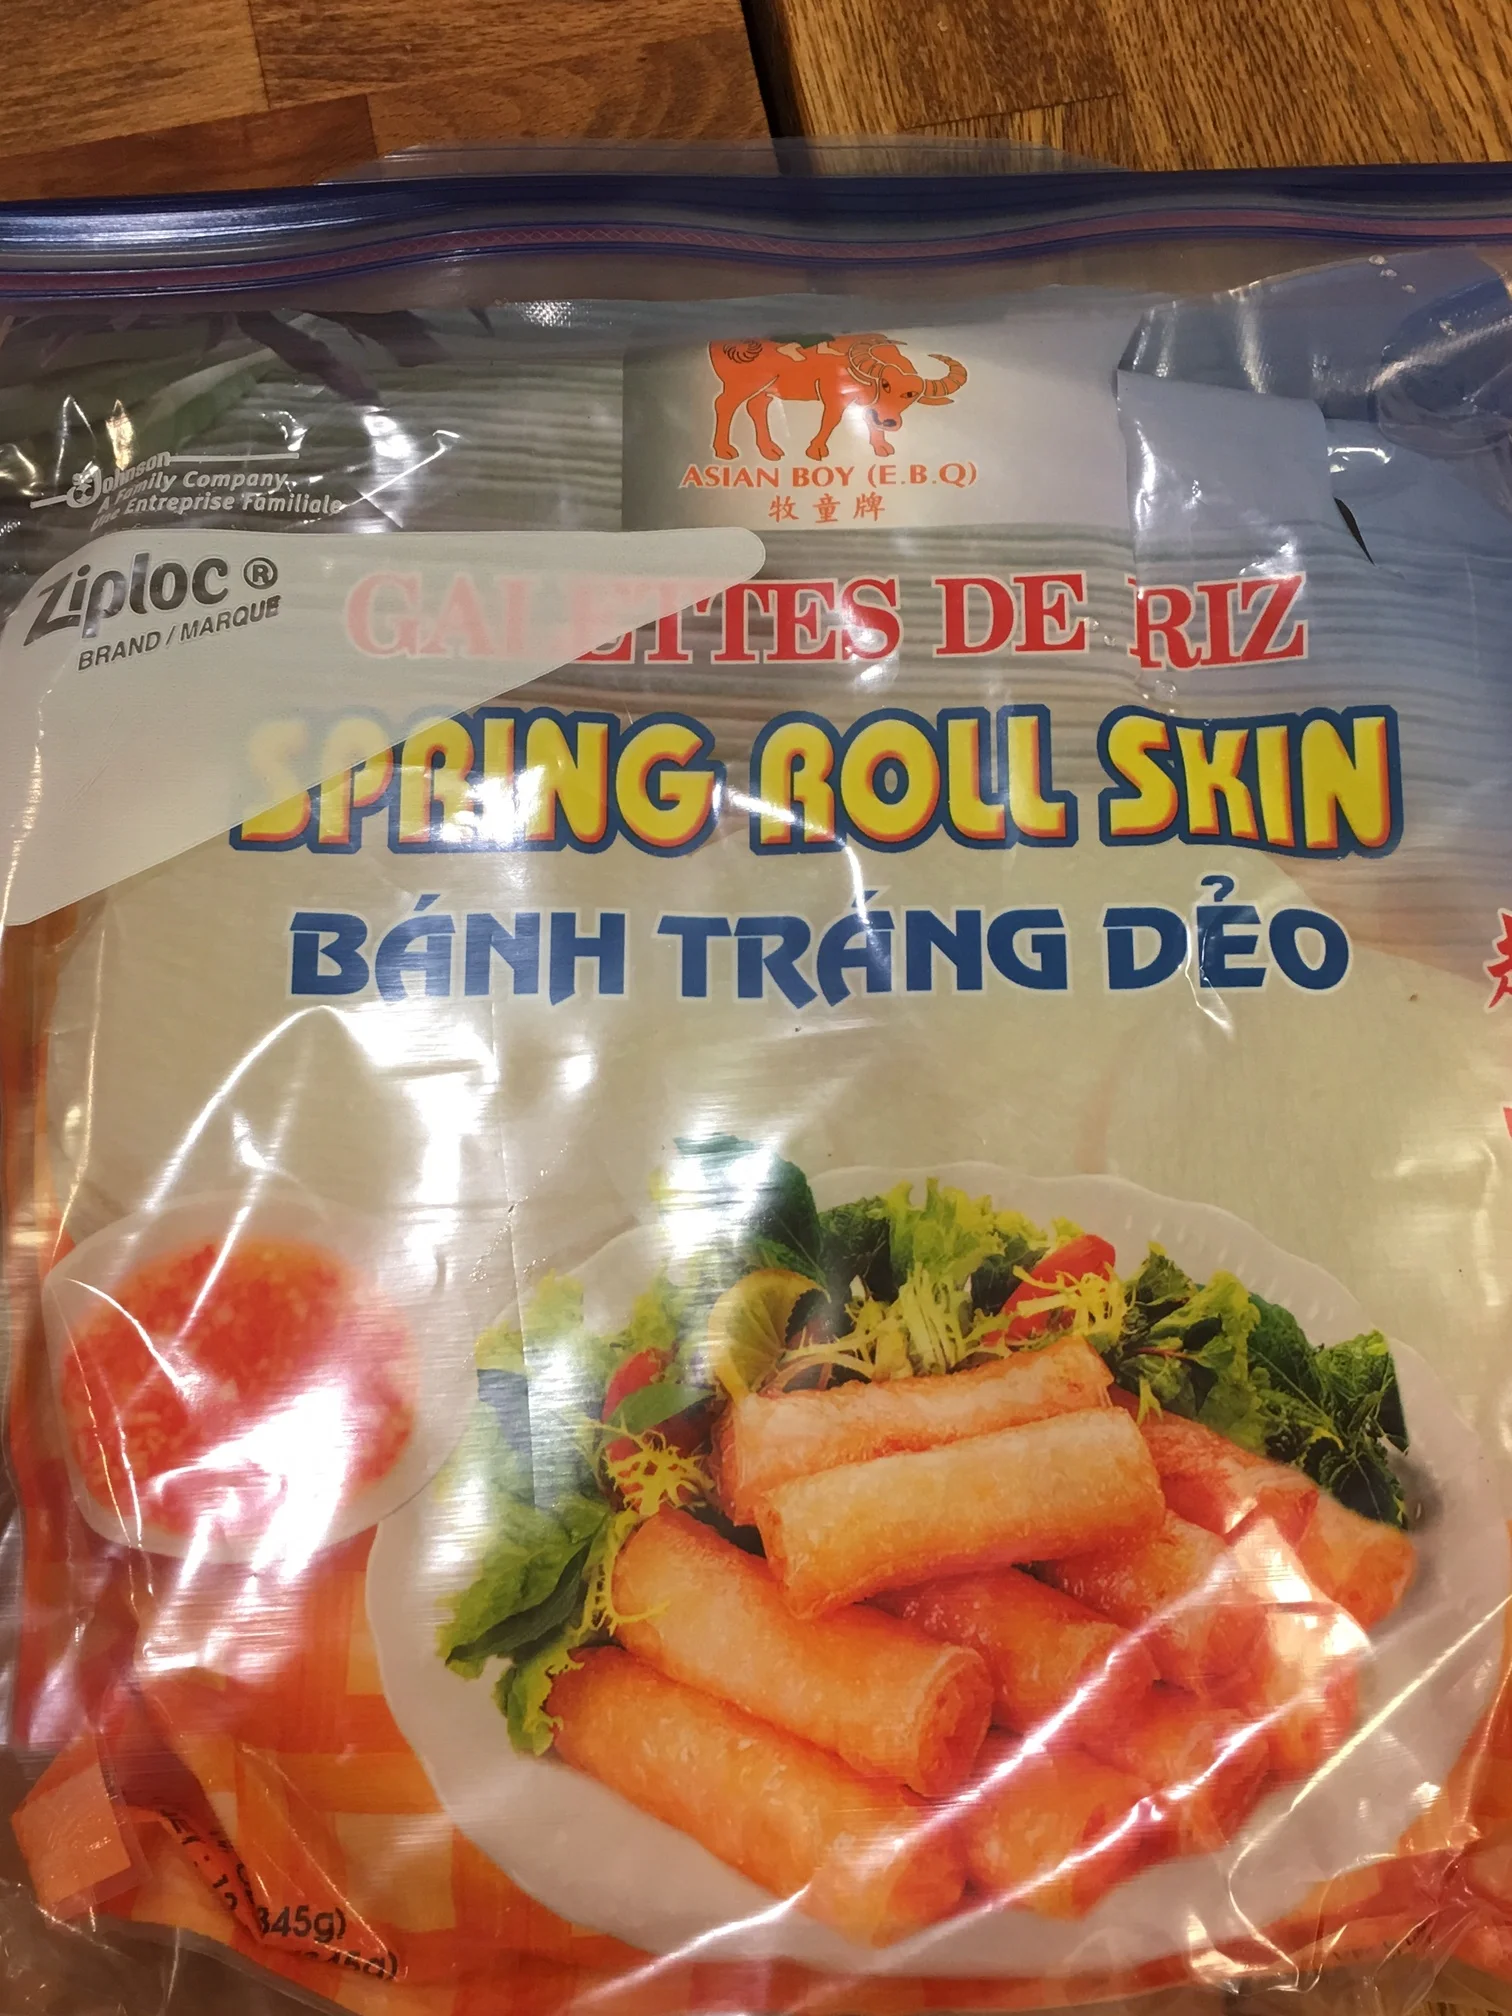 ASIAN BOY (E.B.Q)
牧童牌
Johnson
A Family Company
Une Entreprise Familiale
Ziploc ®
BRAND / MARQUE
GALETTES DE RIZ
SPRING ROLL SKIN
BÁNH TRÁNG DẺO
345g)